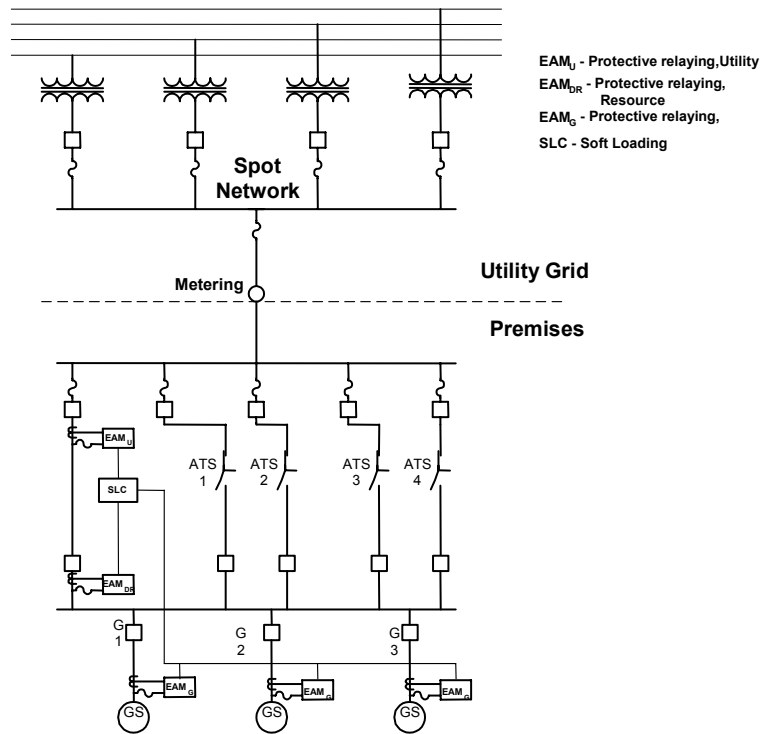 EAMU - Protective relaying,Utility
EAMDR - Protective relaying,
Resource
EAMG - Protective relaying,
SLC - Soft Loading
Spot
Network
Utility Grid
Metering
Premises
EAMU
ATS
1
ATS
2
ATS
3
ATS
4
SLC
EAMDR
G
1
G
2
G
3
EAMG
EAMG
EAMG
GS
GS
GS